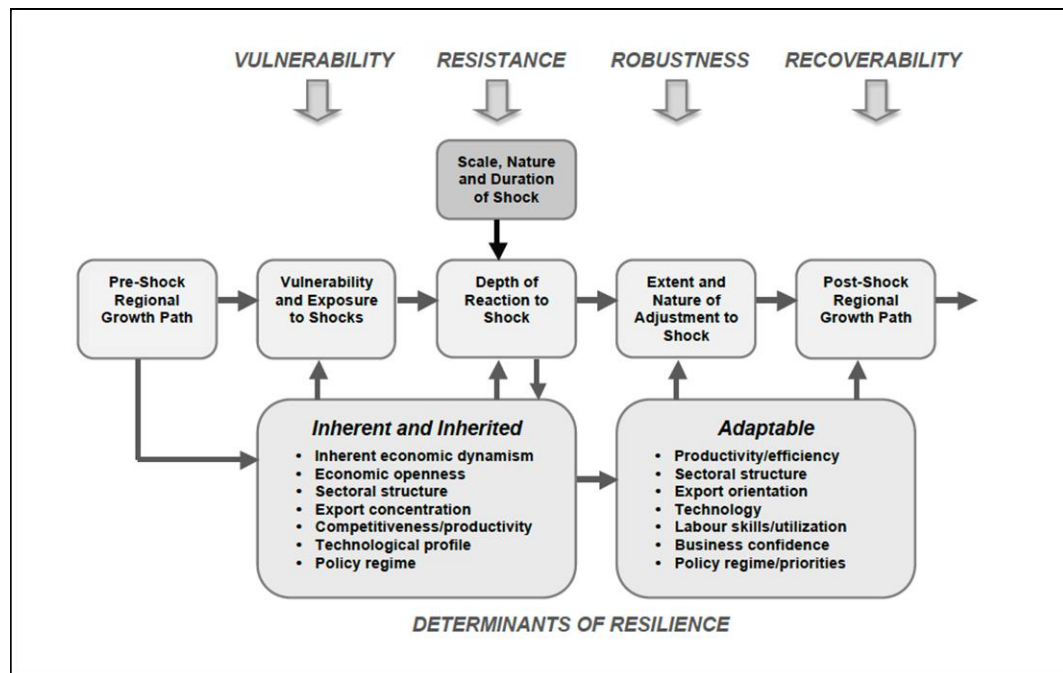 VULNERABILITY RESISTANCE ROBUSTNESS RECOVERABILITY
Scale, Nature
and Duration
of Shock
Pre-Shock
Regional
Growth Path
Vulnerability
and Exposure
to Shocks
Depth of
Reaction to
Shock
Extent and
Nature of
Adjustment to
Shock
Post-Shock
Regional
Growth Path
Inherent and Inherited
• Inherent economic dynamism
• Economic openness
• Sectoral structure
• Export concentration
• Competitiveness/productivity
• Technological profile
• Policy regime
Adaptable
• Productivity/efficiency
• Sectoral structure
• Export orientation
• Technology
• Labour skills/utilization
• Business confidence
• Policy regime/priorities
DETERMINANTS OF RESILIENCE